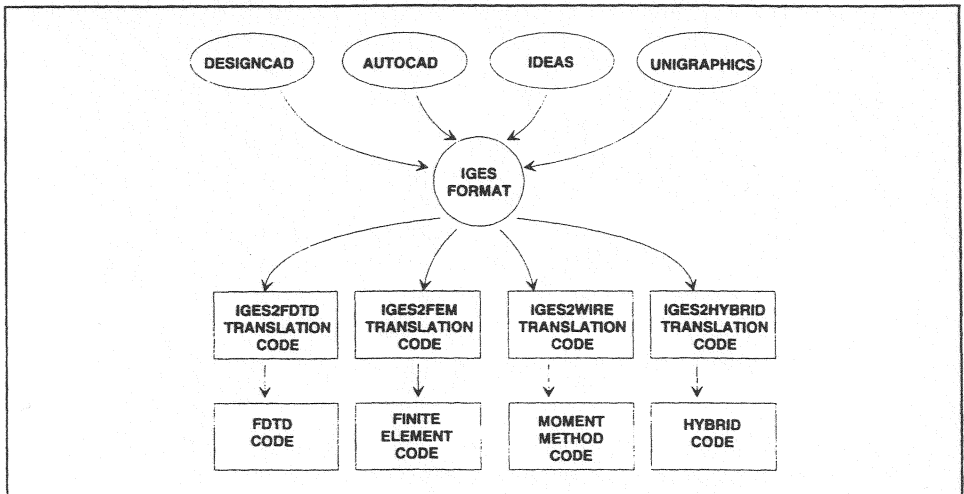 DESIGNCAD
AUTOCAD
IDEAS
UNIGRAPHICS
IGES
FORMAT
IGES2FDTD
TRANSLATION
CODE
IGES2FEM
TRANSLATION
CODE
IGES2WIRE
TRANSLATION
CODE
IGES2HYBRID
TRANSLATION
CODE
FDTD
CODE
FINITE
ELEMENT
CODE
MOMENT
METHOD
CODE
HYBRID
CODE